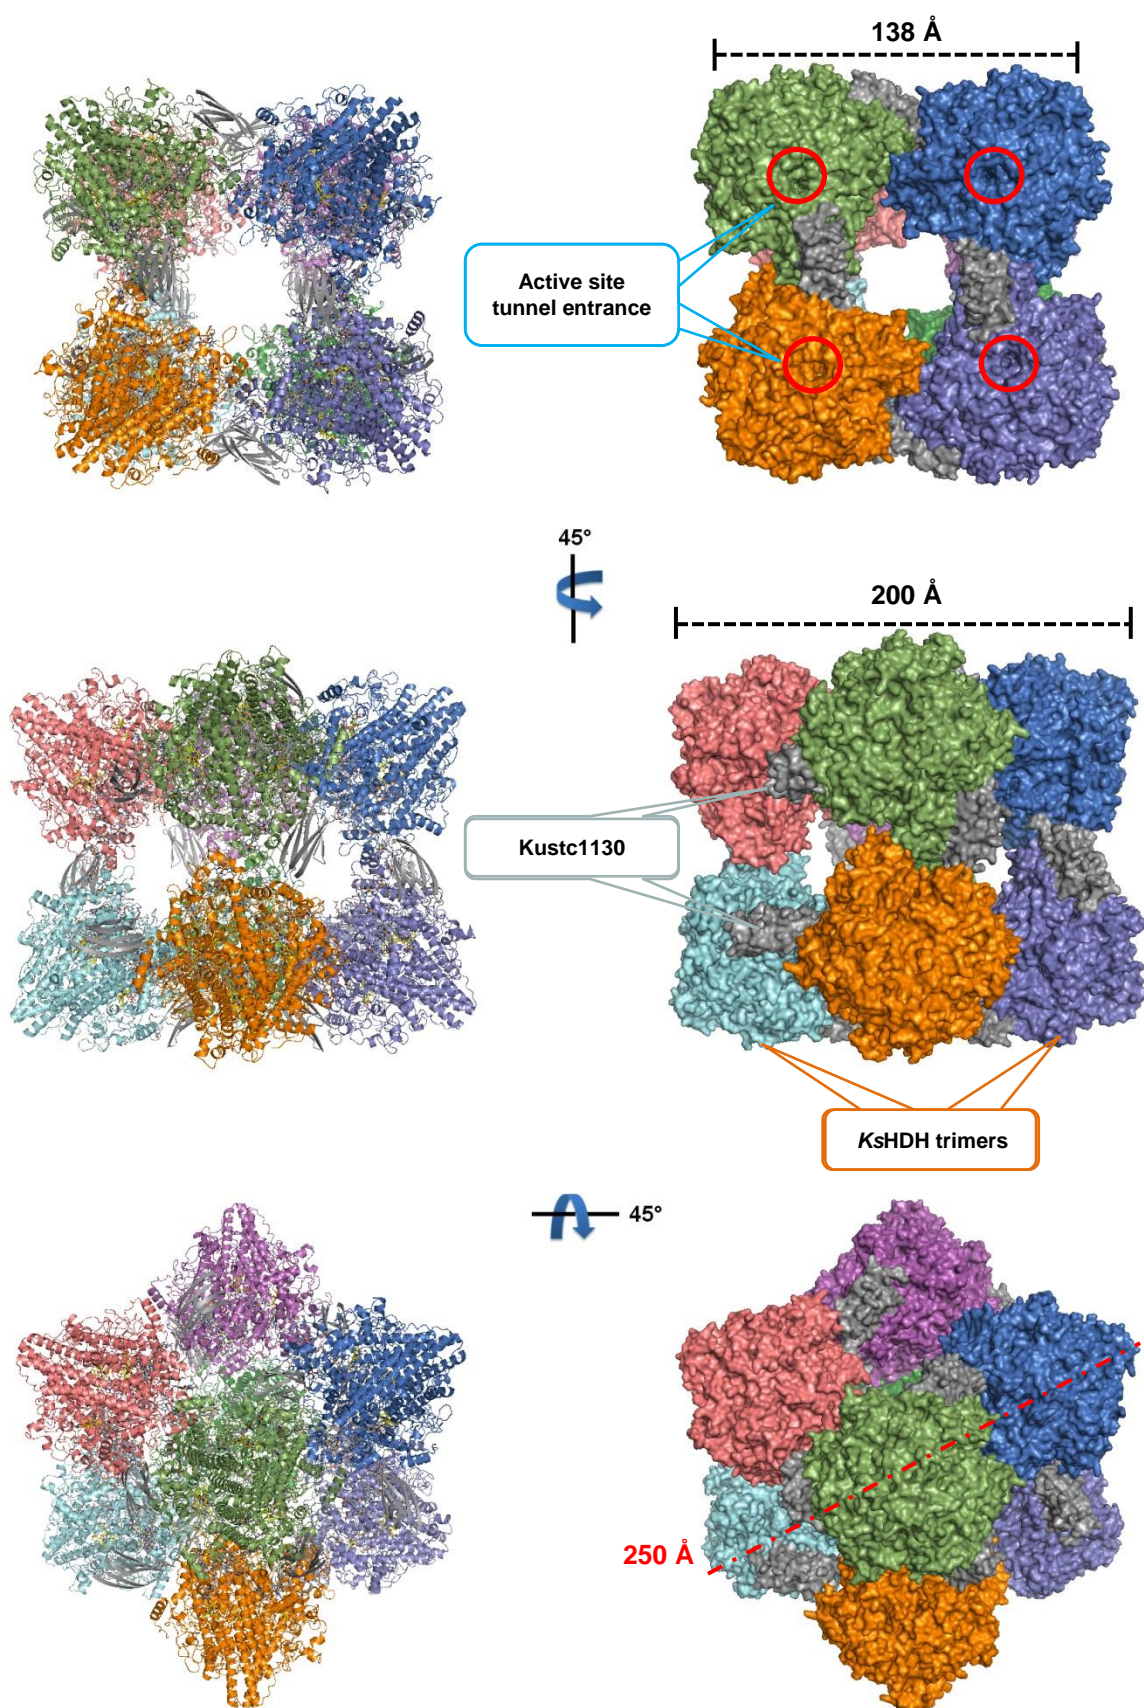 138 Å
Active site
tunnel entrance
45°
200 Å
Kustc1130
KsHDH trimers
45°
250 Å